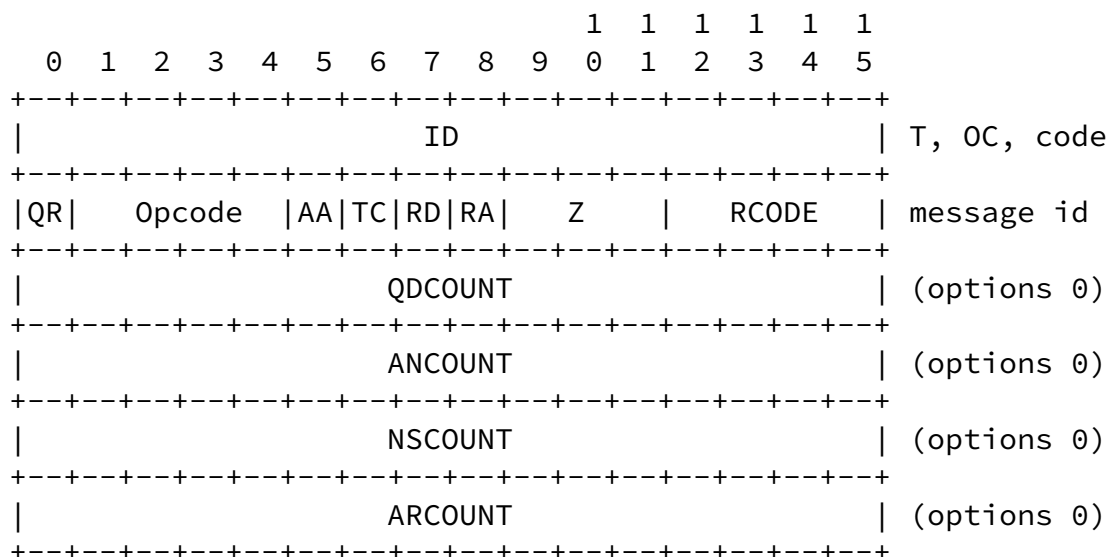 1  1  1  1  1  1
  0  1  2  3  4  5  6  7  8  9  0  1  2  3  4  5
+--+--+--+--+--+--+--+--+--+--+--+--+--+--+--+--+
|                      ID                       | T, OC, code
+--+--+--+--+--+--+--+--+--+--+--+--+--+--+--+--+
|QR|   Opcode  |AA|TC|RD|RA|   Z    |   RCODE   | message id
+--+--+--+--+--+--+--+--+--+--+--+--+--+--+--+--+
|                    QDCOUNT                    | (options 0)
+--+--+--+--+--+--+--+--+--+--+--+--+--+--+--+--+
|                    ANCOUNT                    | (options 0)
+--+--+--+--+--+--+--+--+--+--+--+--+--+--+--+--+
|                    NSCOUNT                    | (options 0)
+--+--+--+--+--+--+--+--+--+--+--+--+--+--+--+--+
|                    ARCOUNT                    | (options 0)
+--+--+--+--+--+--+--+--+--+--+--+--+--+--+--+--+